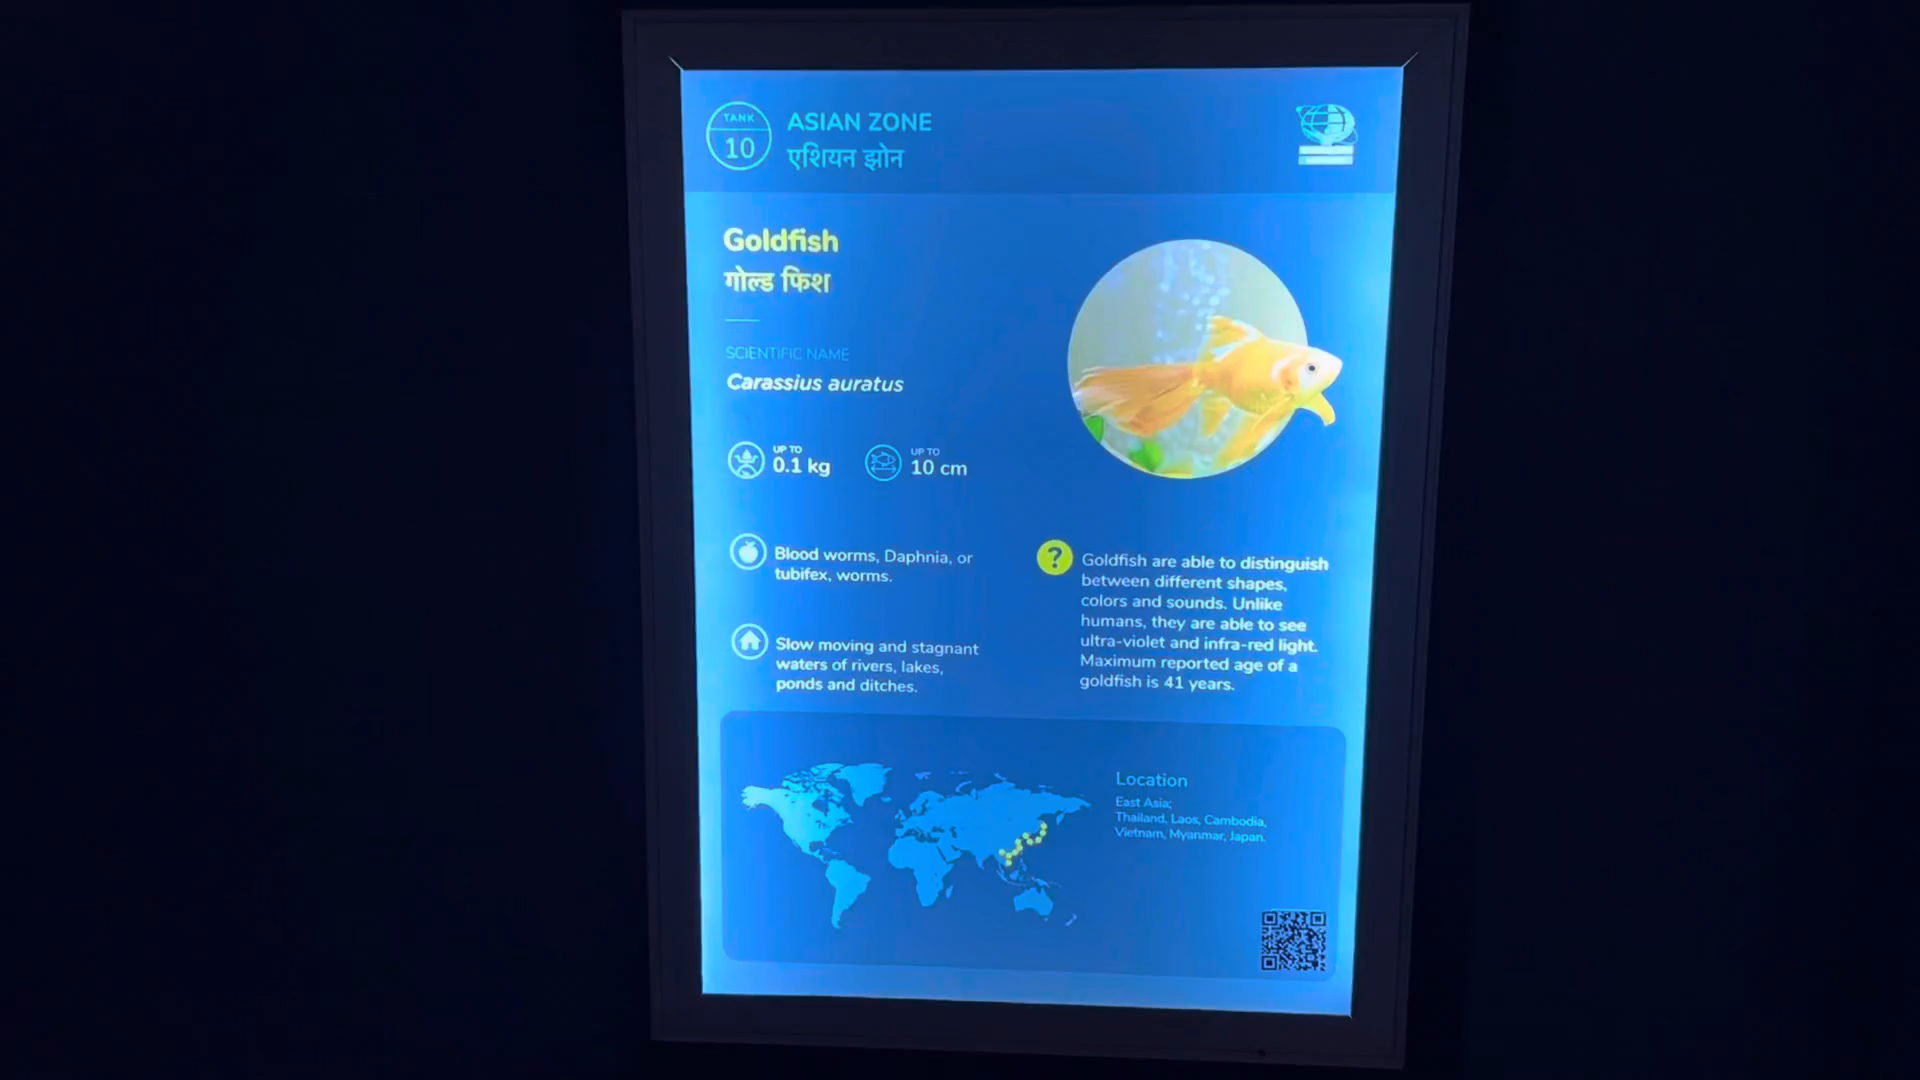 TANK
10
ASIAN ZONE
एशियन झोन
Goldfish
गोल्ड फिश
SCIENTIFIC NAME
Carassius auratus
UP TO
0.1 kg
UP TO
10 cm
Blood worms, Daphnia, or
tubifex, worms.
Slow moving and stagnant
waters of rivers, lakes,
ponds and ditches.
?
Goldfish are able to distinguish
between different shapes,
colors and sounds. Unlike
humans, they are able to see
ultra-violet and infra-red light.
Maximum reported age of a
goldfish is 41 years.
Location
East Asia;
Thailand, Laos, Cambodia,
Vietnam, Myanmar, Japan.